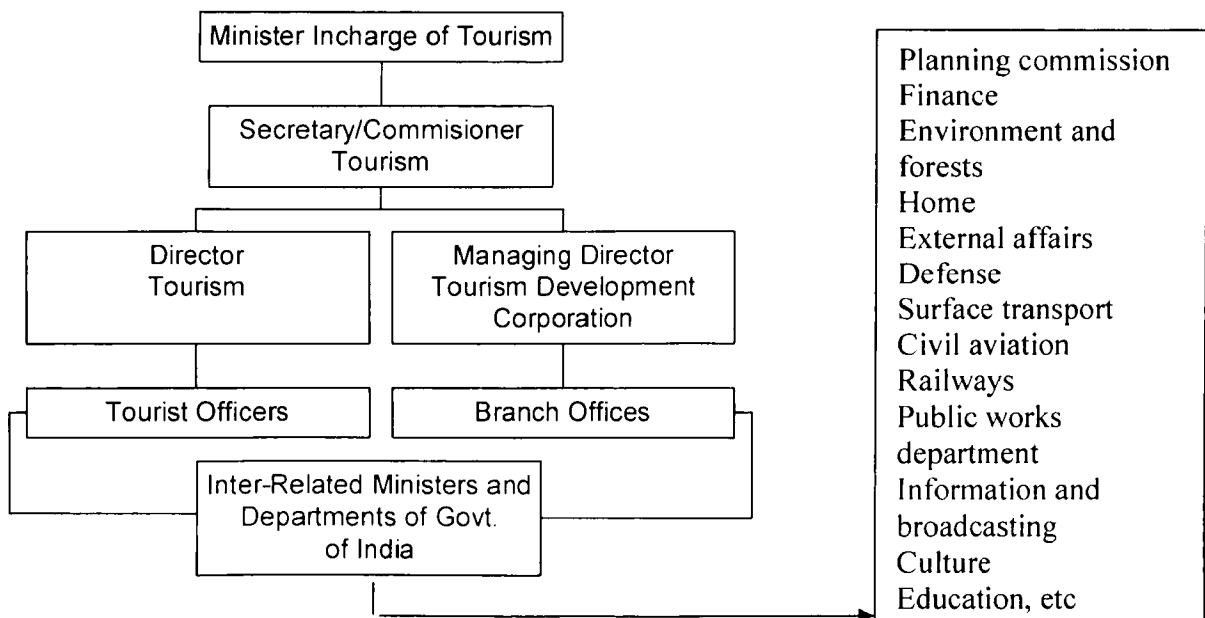 Minister Incharge of Tourism
Secretary/Commisioner
Tourism
Director
Tourism
Managing Director
Tourism Development
Corporation
Tourist Officers
Branch Offices
Inter-Related Ministers and
Departments of Govt.
of India
Planning commission
Finance
Environment and
forests
Home
External affairs
Defense
Surface transport
Civil aviation
Railways
Public works
department
Information and
broadcasting
Culture
Education, etc